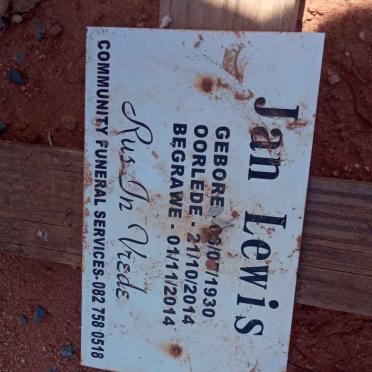 Jan Lewis
GEBORE
OORLEDE - 21/10/2014
BEGRAWE - 01/11/2014
Rus In Vrede
COMMUNITY FUNERAL SERVICES-082 758 0518